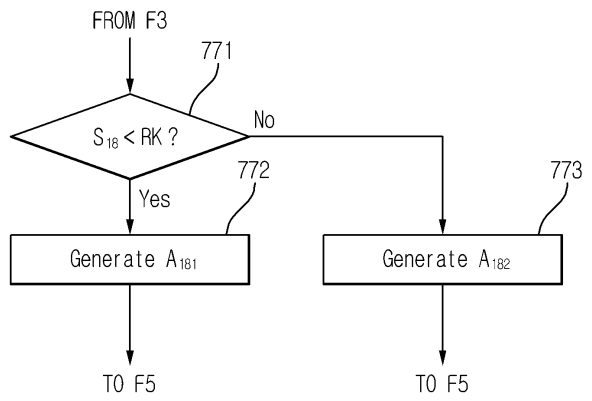 FROM F3
771
S₁₈ < RK ?
No
Yes
772
773
Generate A₁₈₁
Generate A₁₈₂
TO F5
TO F5